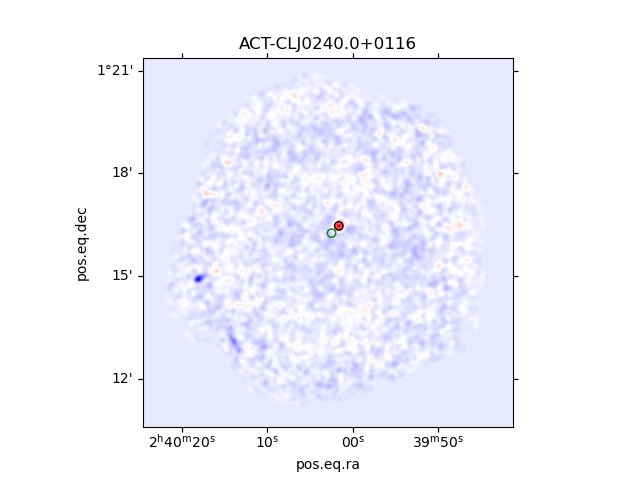 ACT-CLJ0240.0+0116
1°21'
18'
15'
12'
pos.eq.dec
2ʰ40ᵐ20ˢ 10ˢ 00ˢ 39ᵐ50ˢ
pos.eq.ra